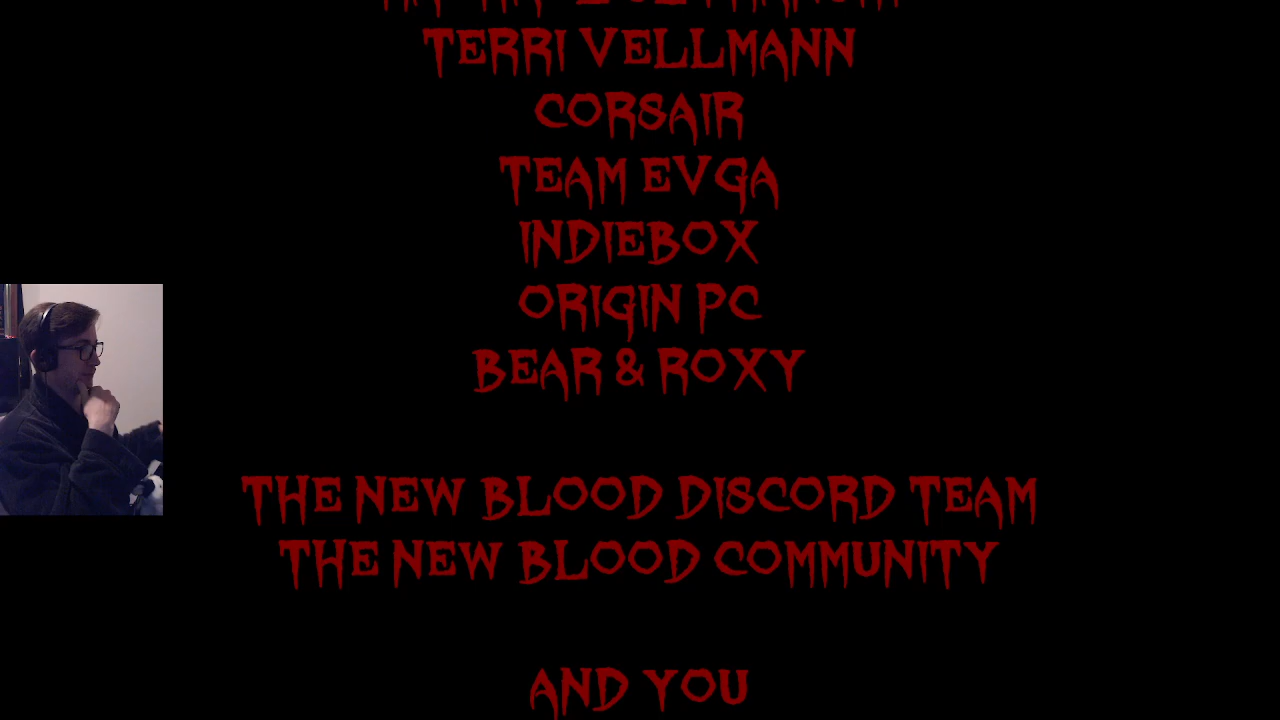 TERRI VELLMANN
CORSAIR
TEAM EVGA
INDIEBOX
ORIGIN PC
BEAR & ROXY
THE NEW BLOOD DISCORD TEAM
THE NEW BLOOD COMMUNITY
AND YOU